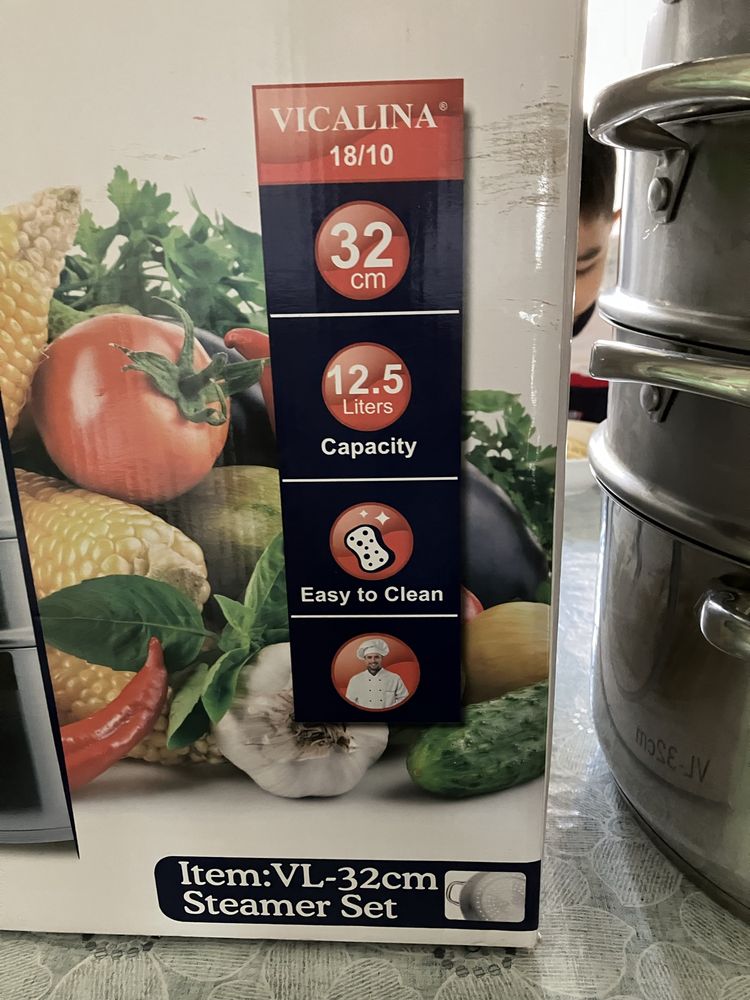 VICALINA®
18/10
32
cm
12.5
Liters
Capacity
Easy to Clean
Item:VL-32cm
Steamer Set
VL-32cm